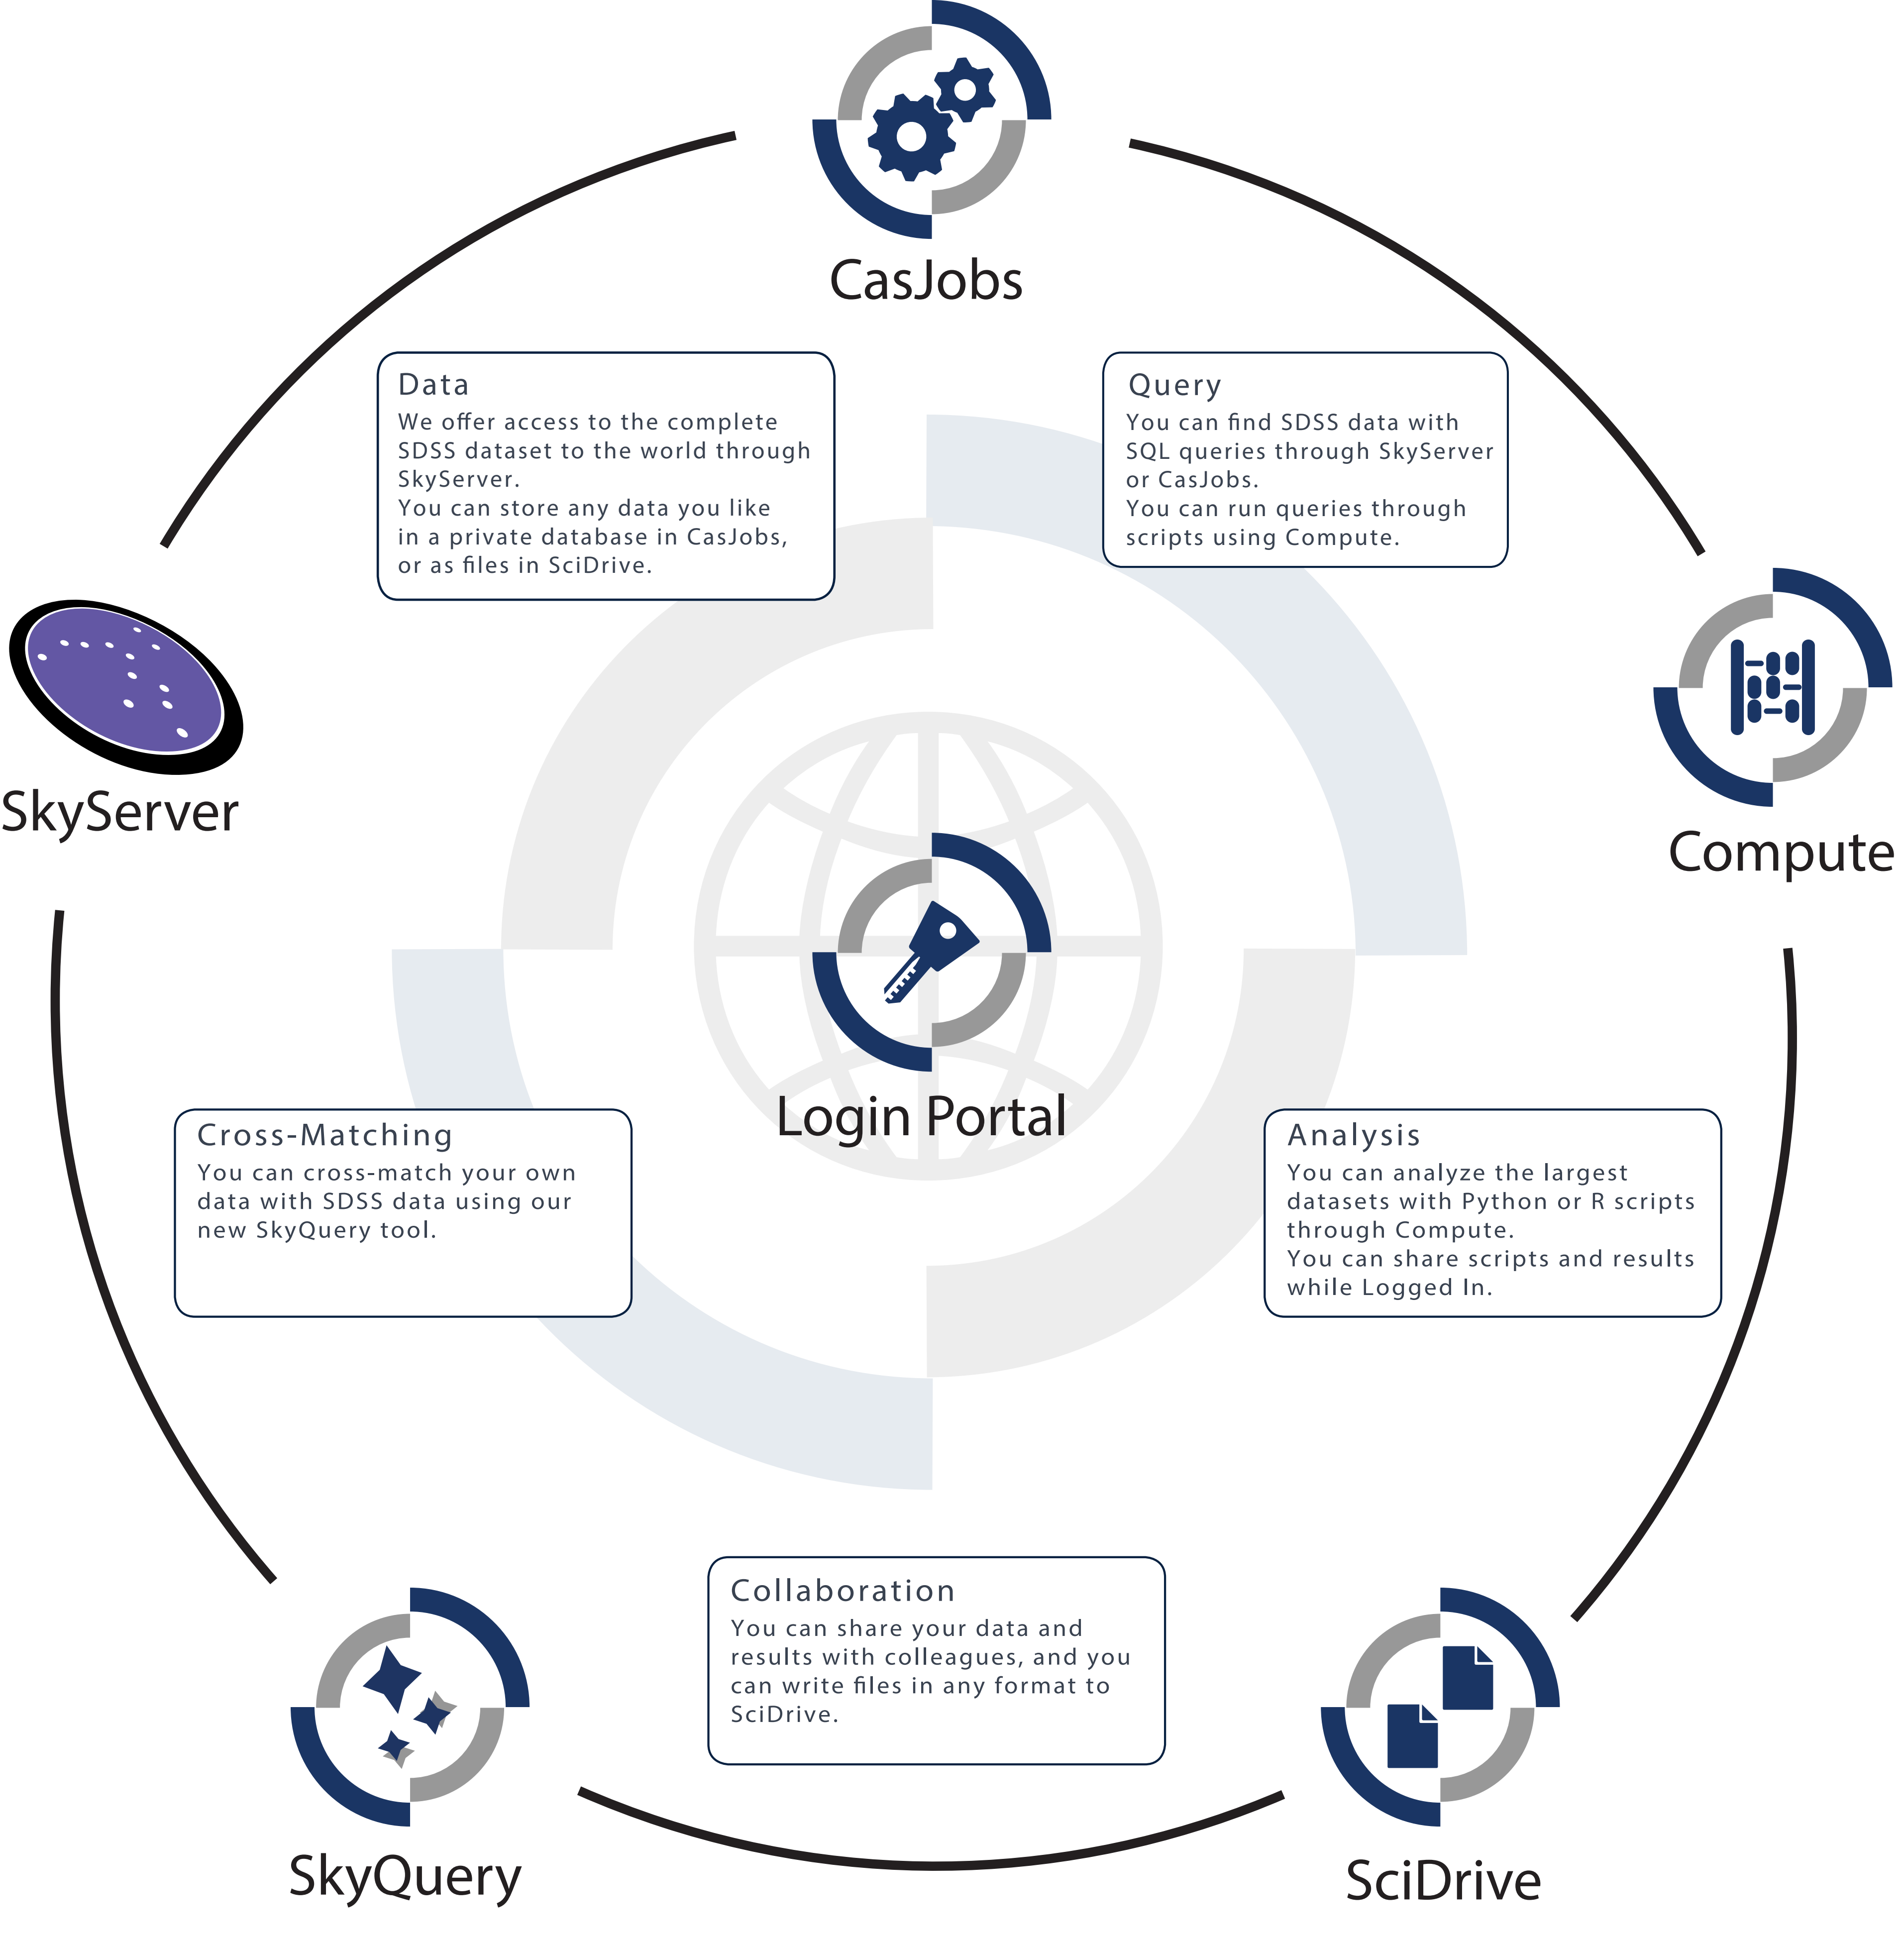 CasJobs
Data
We offer access to the complete
SDSS dataset to the world through
SkyServer.
You can store any data you like
in a private database in CasJobs,
or as files in SciDrive.
Query
You can find SDSS data with
SQL queries through SkyServer
or CasJobs.
You can run queries through
scripts using Compute.
SkyServer
Compute
Login Portal
Cross-Matching
You can cross-match your own
data with SDSS data using our
new SkyQuery tool.
Analysis
You can analyze the largest
datasets with Python or R scripts
through Compute.
You can share scripts and results
while Logged In.
Collaboration
You can share your data and
results with colleagues, and you
can write files in any format to
SciDrive.
SkyQuery
SciDrive